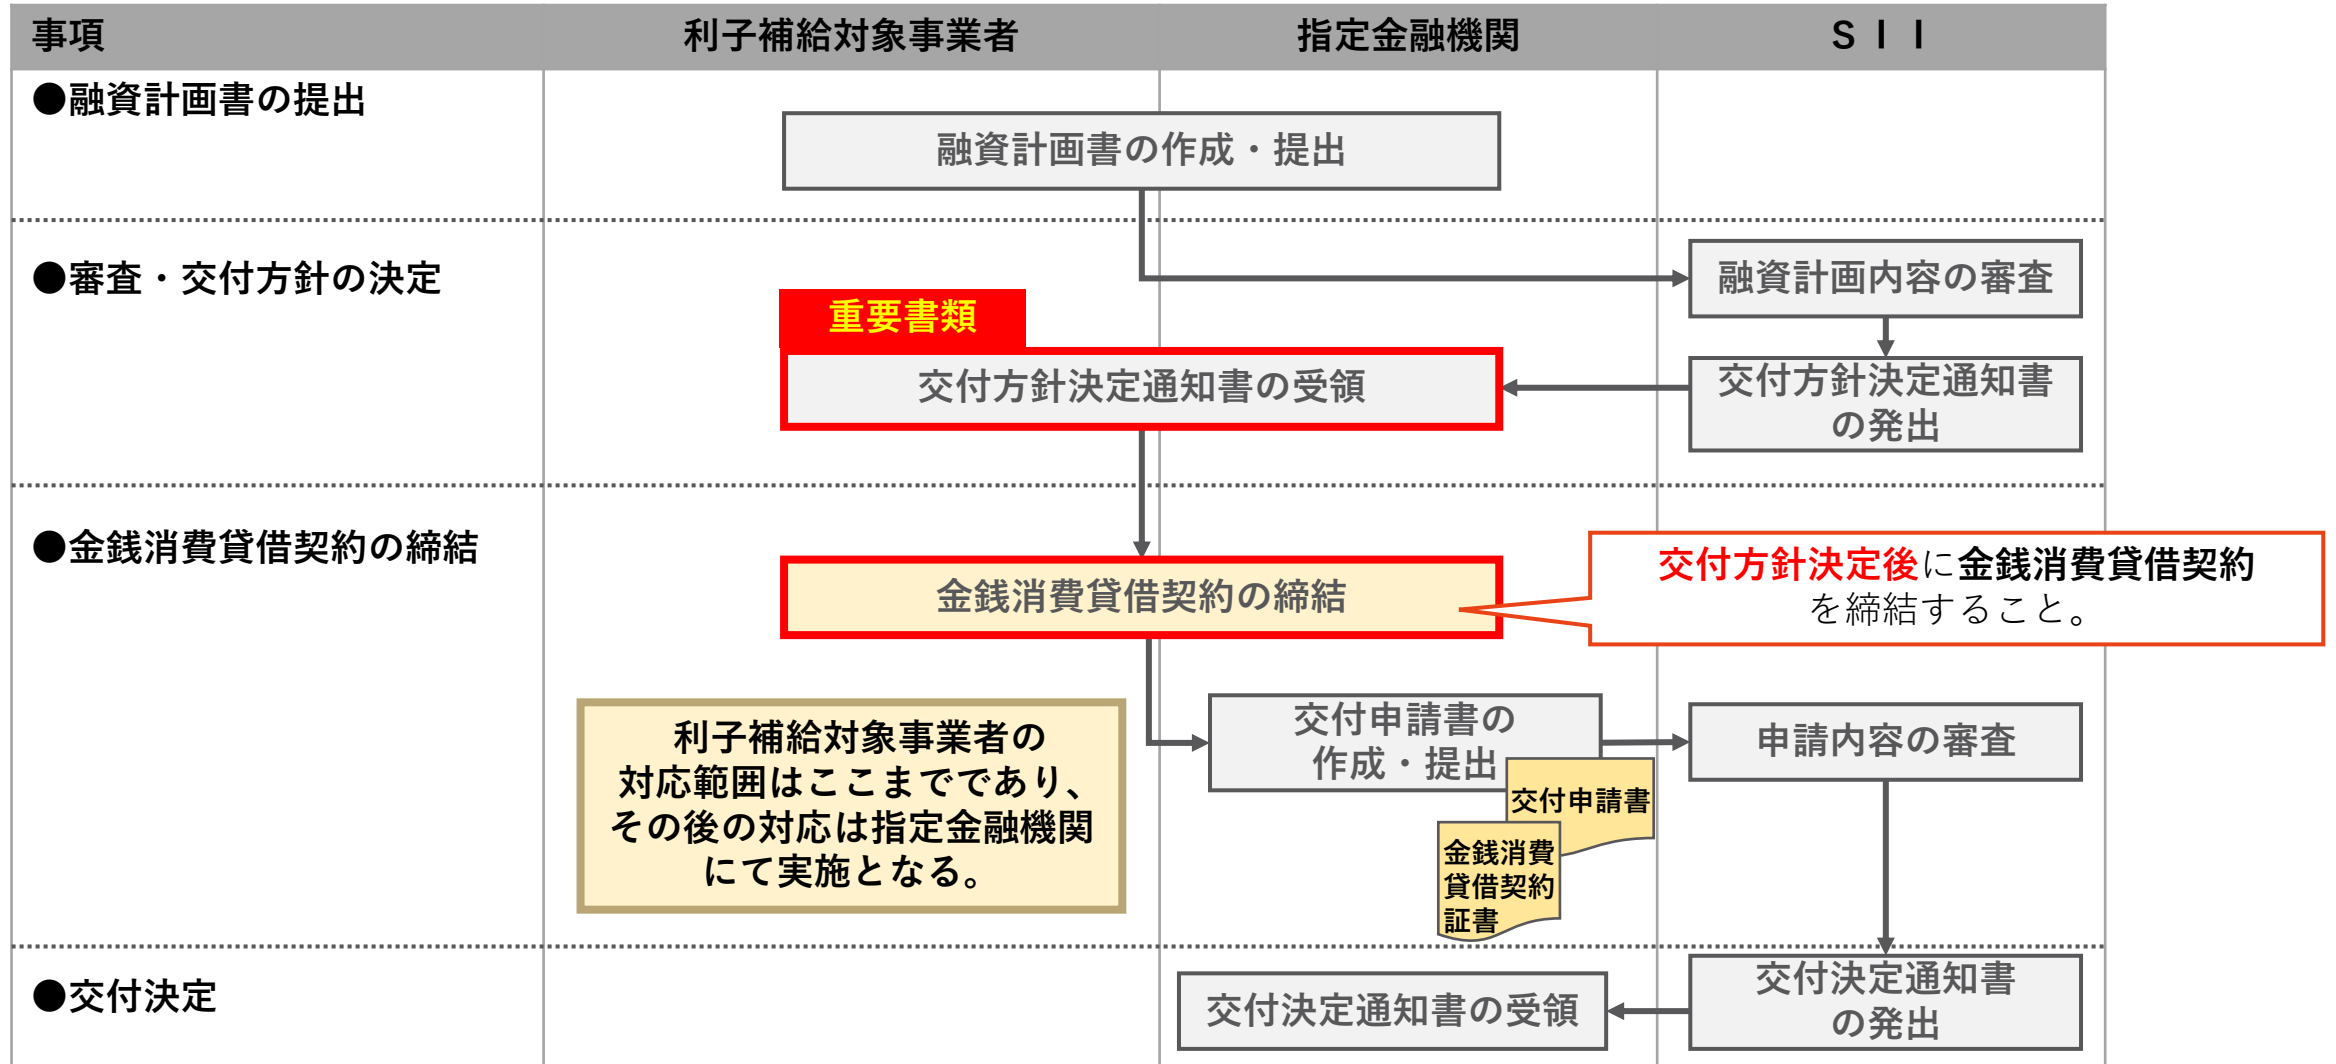 事項
利子補給対象事業者
指定金融機関
ＳＩＩ
●融資計画書の提出
融資計画書の作成・提出
●審査・交付方針の決定
融資計画内容の審査
重要書類
交付方針決定通知書の受領
交付方針決定通知書
の発出
●金銭消費貸借契約の締結
金銭消費貸借契約の締結
交付方針決定後に金銭消費貸借契約
を締結すること。
利子補給対象事業者の
対応範囲はここまでであり、
その後の対応は指定金融機関
にて実施となる。
交付申請書の
作成・提出
申請内容の審査
交付申請書
金銭消費
貸借契約
証書
●交付決定
交付決定通知書の受領
交付決定通知書
の発出